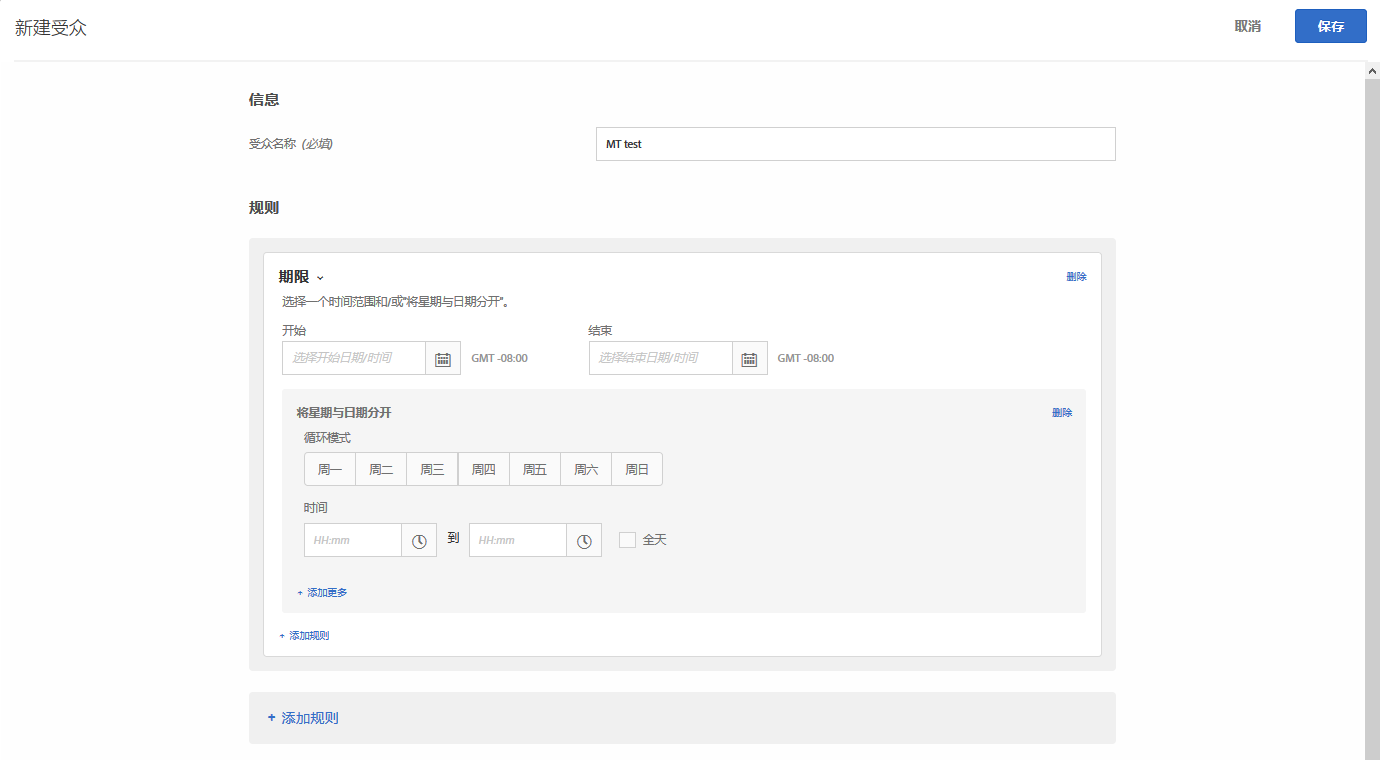 新建受众
取消
保存
信息
受众名称 (必填)
MT test
规则
期限
删除
选择一个时间范围和/或"将星期与日期分开"。
开始
结束
选择开始日期/时间
GMT -08:00
选择结束日期/时间
GMT -08:00
将星期与日期分开
删除
循环模式
周一 周二 周三 周四 周五 周六 周日
时间
HH:mm 到 HH:mm 全天
+ 添加更多
+ 添加规则
+ 添加规则